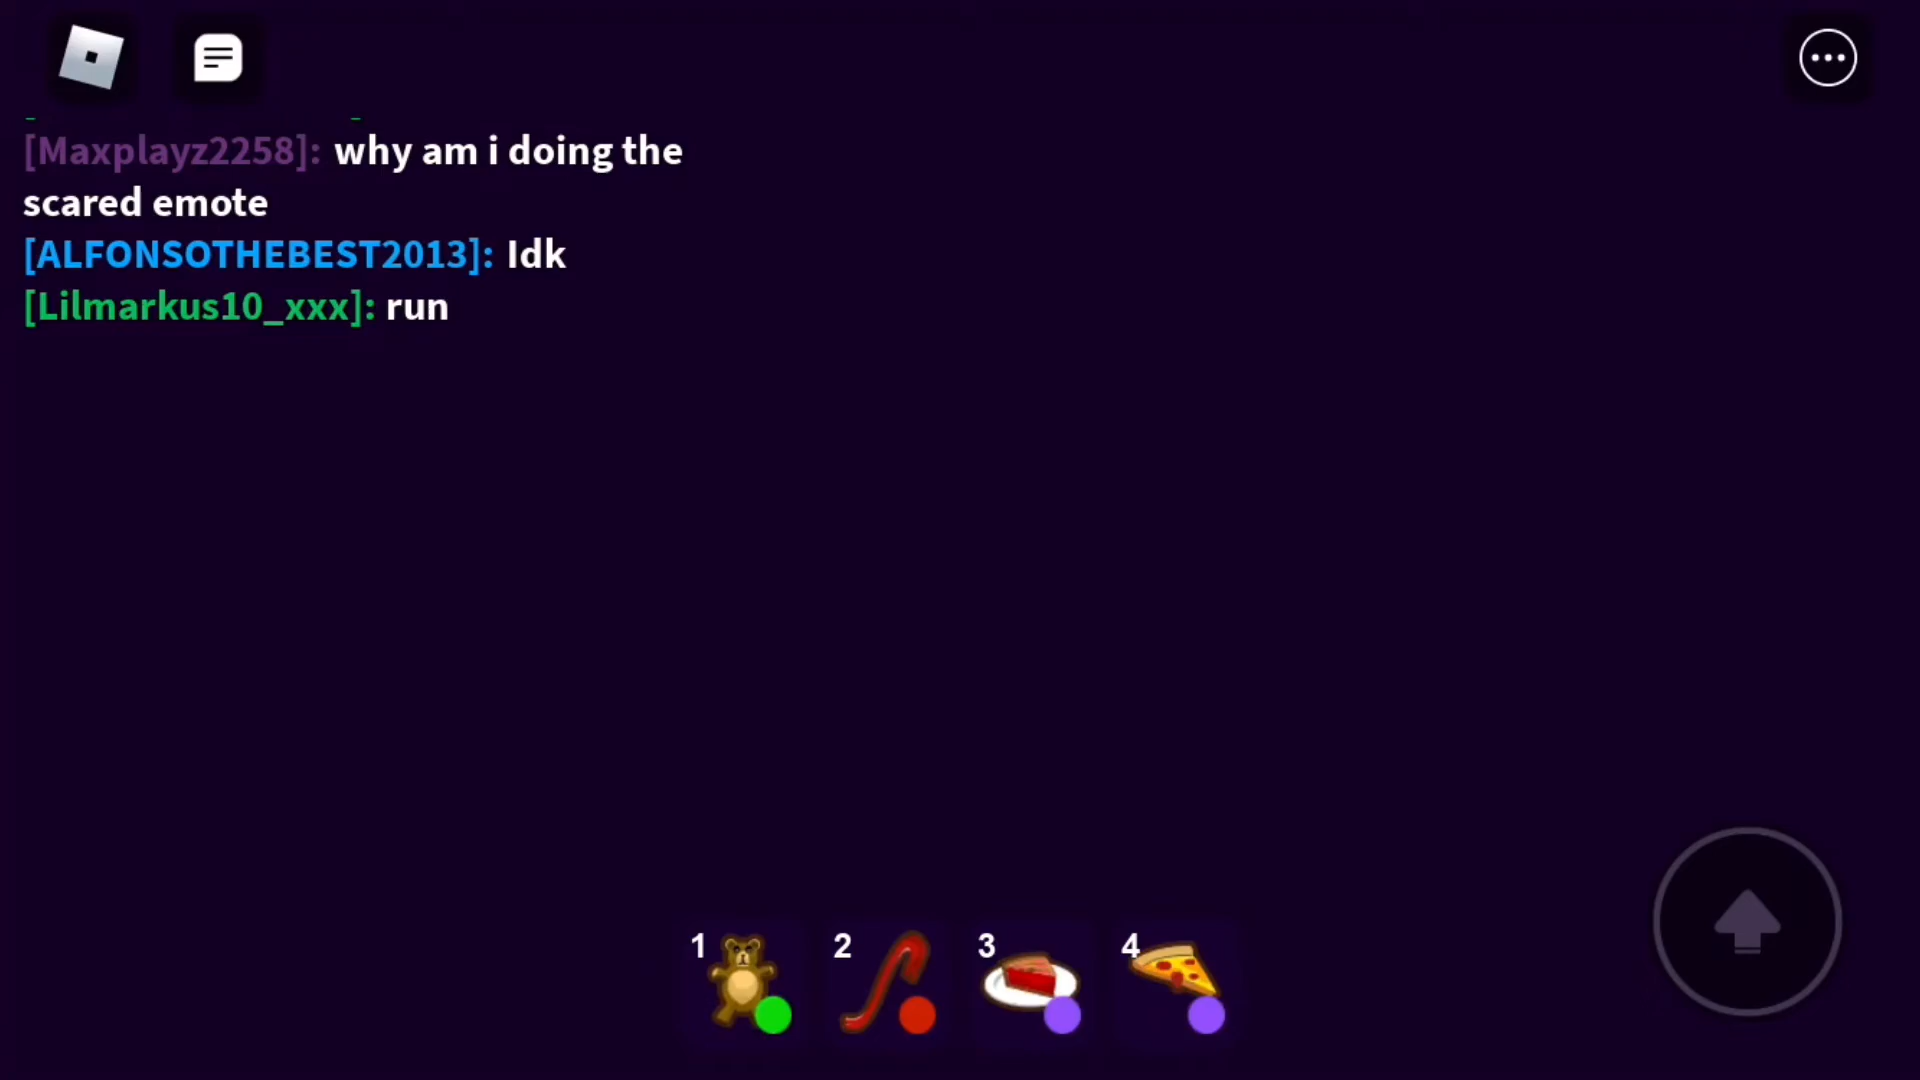 [Maxplayz2258]: why am i doing the
scared emote
[ALFONSOTHEBEST2013]: Idk
[Lilmarkus10_xxx]: run
1 2 3 4